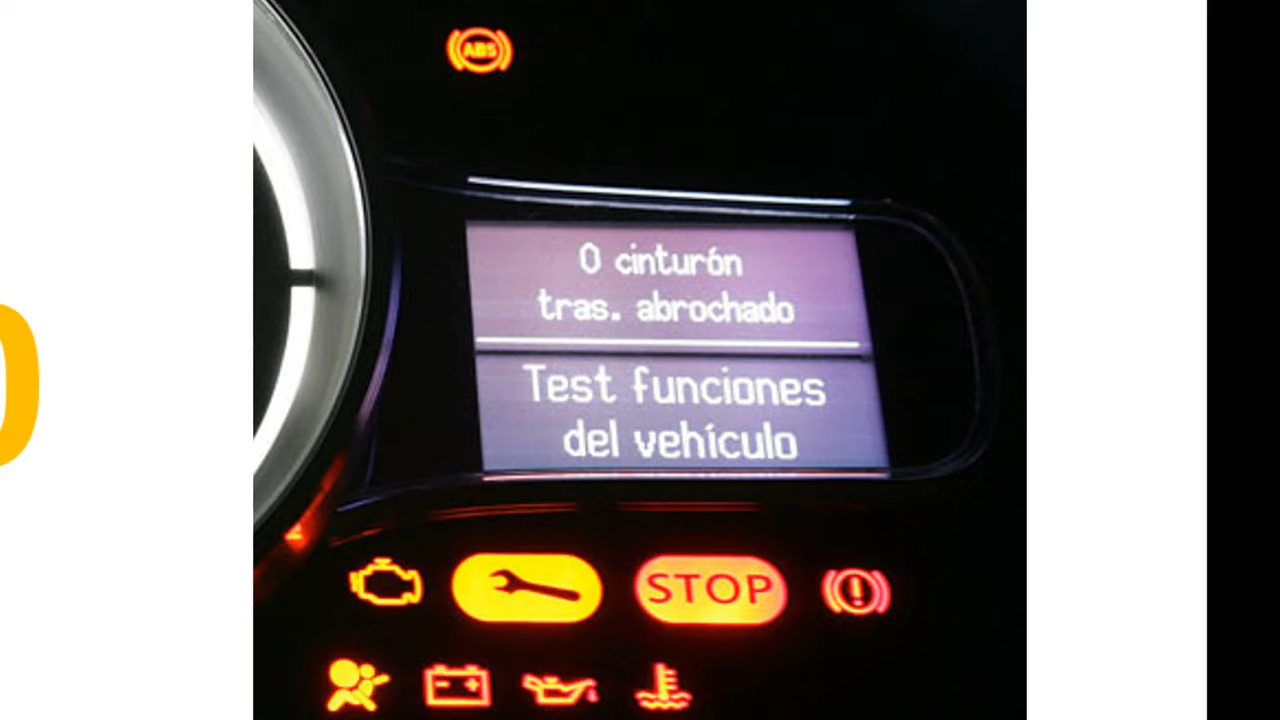 ABS
0 cinturón
tras. abrochado
Test funciones
del vehículo
STOP